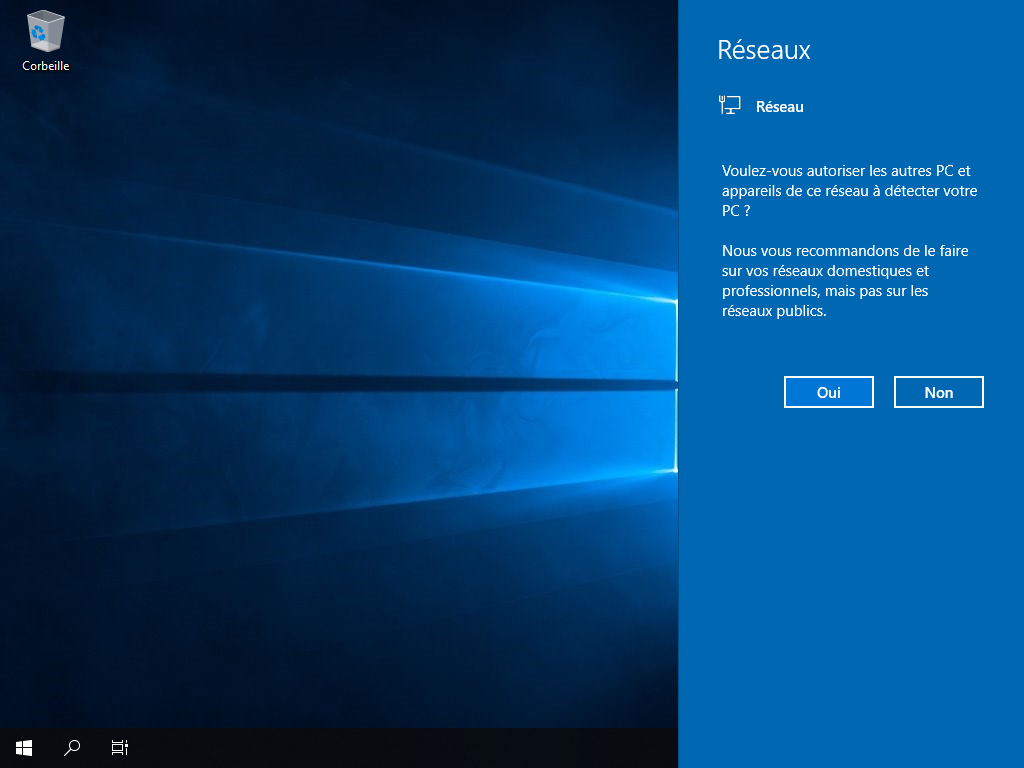 Corbeille
Réseaux
Réseau
Voulez-vous autoriser les autres PC et
appareils de ce réseau à détecter votre
PC ?
Nous vous recommandons de le faire
sur vos réseaux domestiques et
professionnels, mais pas sur les
réseaux publics.
Oui
Non